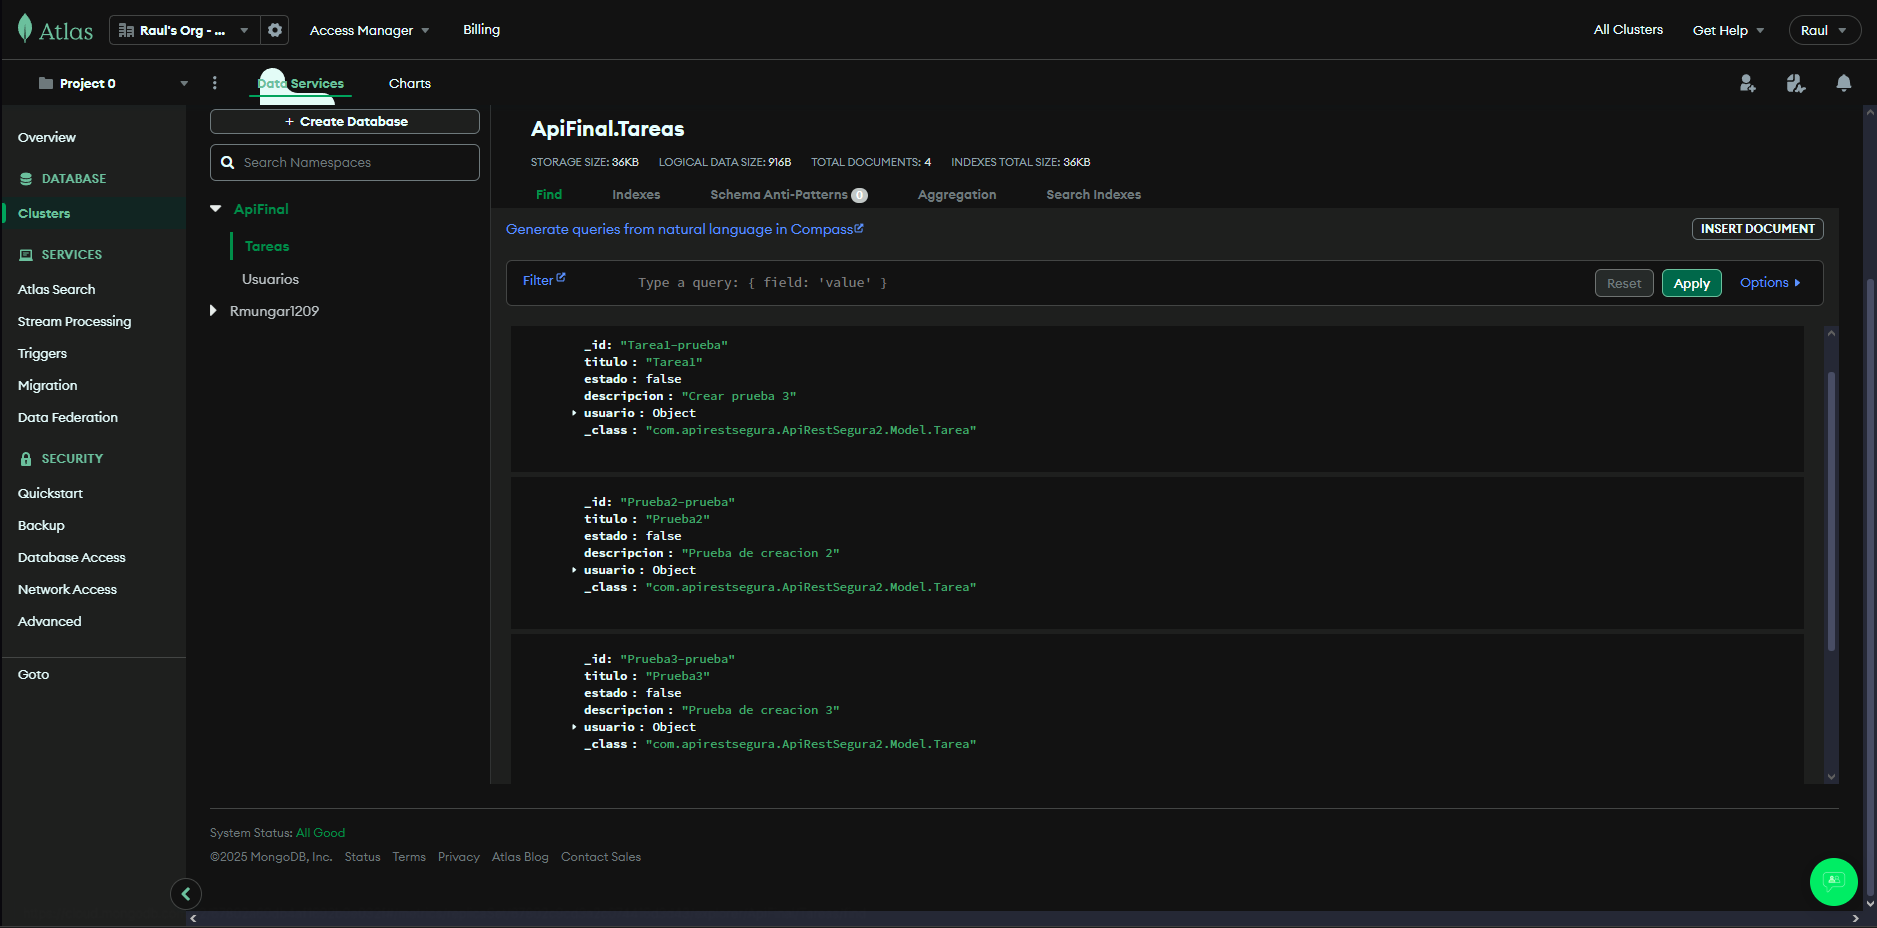 Atlas
Raul's Org - ...
Access Manager
Billing
All Clusters
Get Help
Raul
Project 0
Data Services
Charts
Overview
DATABASE
Clusters
SERVICES
Atlas Search
Stream Processing
Triggers
Migration
Data Federation
SECURITY
Quickstart
Backup
Database Access
Network Access
Advanced
Goto
+ Create Database
Search Namespaces
ApiFinal
Tareas
Usuarios
Rmungar1209
ApiFinal.Tareas
STORAGE SIZE: 36KB LOGICAL DATA SIZE: 916B TOTAL DOCUMENTS: 4 INDEXES TOTAL SIZE: 36KB
Find Indexes Schema Anti-Patterns 0 Aggregation Search Indexes
Generate queries from natural language in Compass
INSERT DOCUMENT
Filter
Type a query: { field: 'value' }
Reset
Apply
Options
_id: "Tarea1-prueba"
titulo : "Tarea1"
estado : false
descripcion : "Crear prueba 3"
usuario : Object
_class : "com.apirestsegura.ApiRestSegura2.Model.Tarea"
_id: "Prueba2-prueba"
titulo : "Prueba2"
estado : false
descripcion : "Prueba de creacion 2"
usuario : Object
_class : "com.apirestsegura.ApiRestSegura2.Model.Tarea"
_id: "Prueba3-prueba"
titulo : "Prueba3"
estado : false
descripcion : "Prueba de creacion 3"
usuario : Object
_class : "com.apirestsegura.ApiRestSegura2.Model.Tarea"
System Status: All Good
©2025 MongoDB, Inc. Status Terms Privacy Atlas Blog Contact Sales